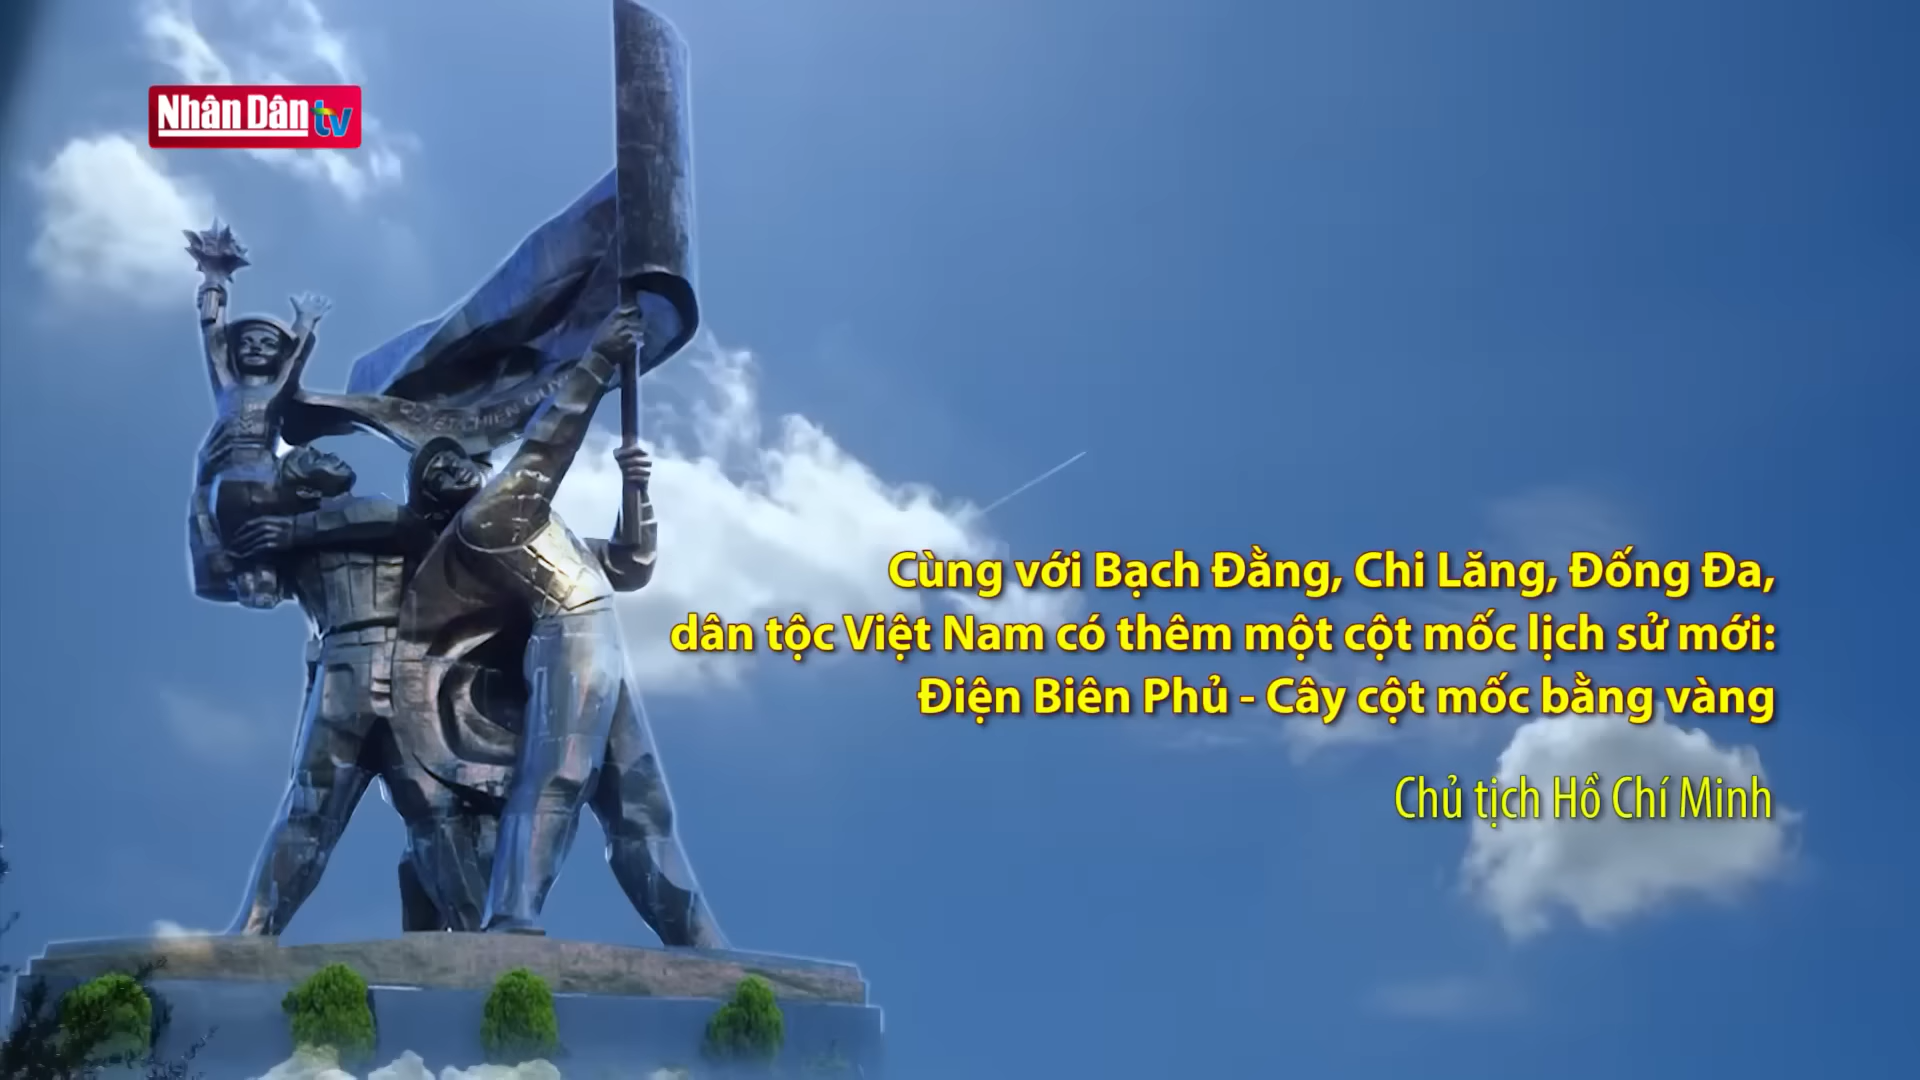 Nhân Dân tv
Cùng với Bạch Đằng, Chi Lăng, Đống Đa,
dân tộc Việt Nam có thêm một cột mốc lịch sử mới:
Điện Biên Phủ - Cây cột mốc bằng vàng
Chủ tịch Hồ Chí Minh